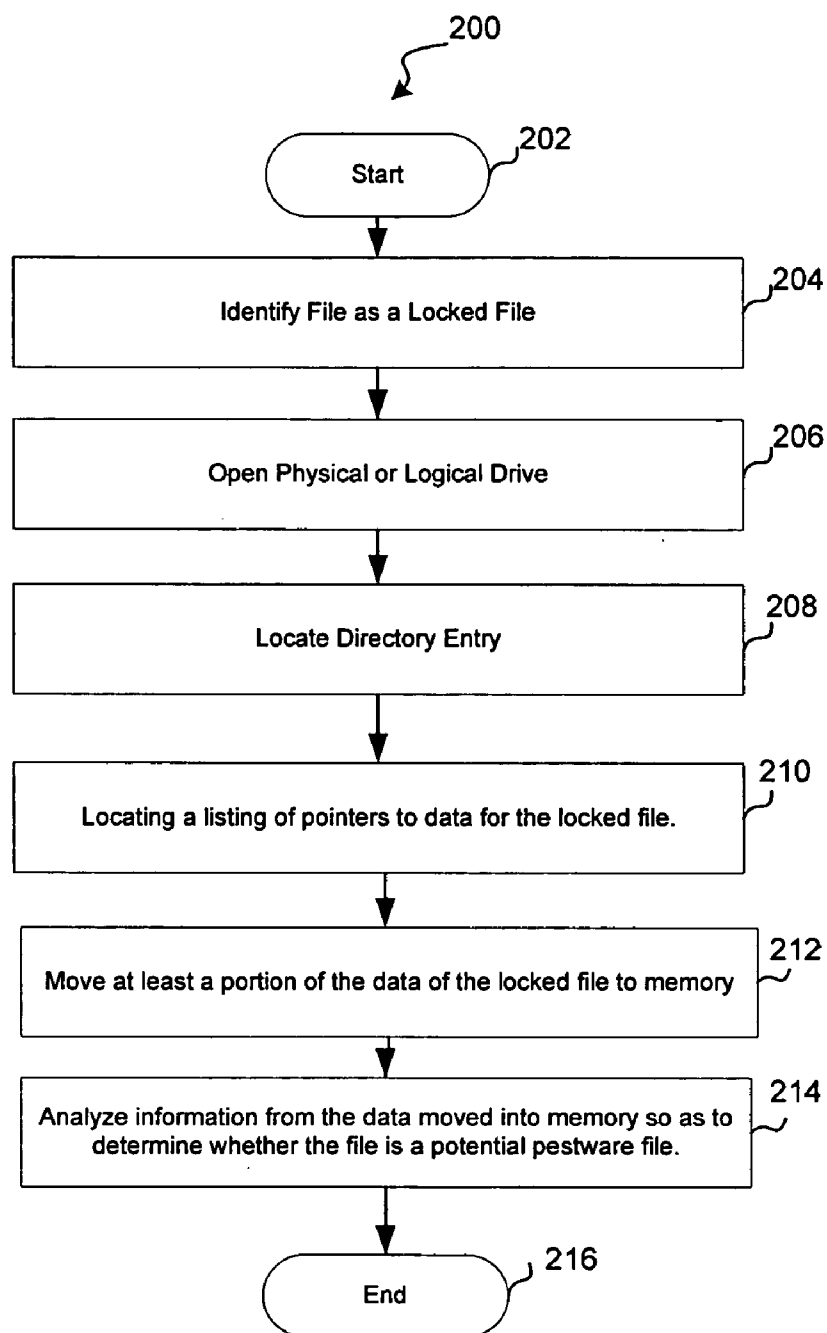 200
202
Start
204
Identify File as a Locked File
206
Open Physical or Logical Drive
208
Locate Directory Entry
210
Locating a listing of pointers to data for the locked file.
212
Move at least a portion of the data of the locked file to memory
214
Analyze information from the data moved into memory so as to
determine whether the file is a potential pestware file.
216
End